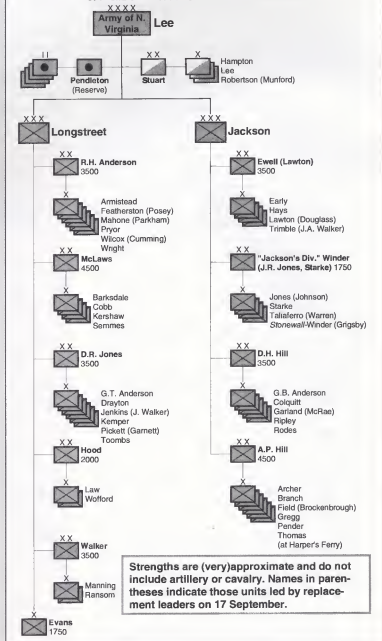 XXXX
Army of N.
Virginia
Lee
II
Pendleton
(Reserve)
XX
Stuart
X
Hampton
Lee
Robertson (Munford)
XXX
Longstreet
XX
R.H. Anderson
3500
X
Armistead
Featherston (Posey)
Mahone (Parkham)
Pryor
Wilcox (Cumming)
Wright
XX
McLaws
4500
X
Barksdale
Cobb
Kershaw
Semmes
XX
D.R. Jones
3500
X
G.T. Anderson
Drayton
Jenkins (J. Walker)
Kemper
Pickett (Garnett)
Toombs
XX
Hood
2000
X
Law
Wofford
XX
Walker
3500
X
Manning
Ransom
X
Evans
1750
XXX
Jackson
XX
Ewell (Lawton)
3500
X
Early
Hays
Lawton (Douglass)
Trimble (J.A. Walker)
XX
"Jackson's Div." Winder
(J.R. Jones, Starke) 1750
X
Jones (Johnson)
Starke
Taliaferro (Warren)
Stonewall-Winder (Grigsby)
XX
D.H. Hill
3500
X
G.B. Anderson
Colquitt
Garland (McRae)
Ripley
Rodes
XX
A.P. Hill
4500
X
Archer
Branch
Field (Brockenbrough)
Gregg
Pender
Thomas
(at Harper's Ferry)
Strengths are (very)approximate and do not
include artillery or cavalry. Names in paren-
theses indicate those units led by replace-
ment leaders on 17 September.